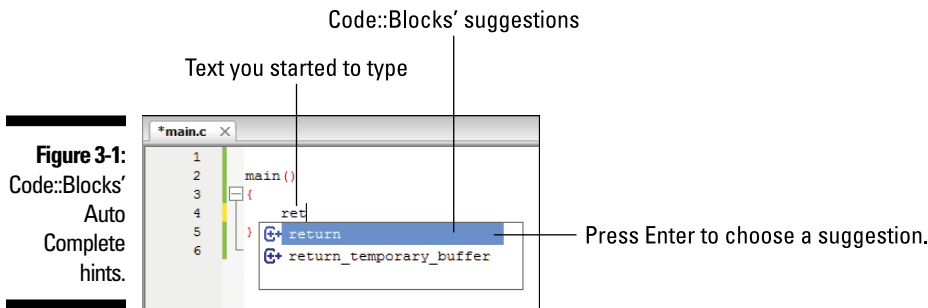 Code::Blocks' suggestions
Text you started to type
*main.c X
Figure 3-1:
Code::Blocks'
Auto
Complete
hints.
1
2 main()
3 {
4 ret
5 } return
6 return_temporary_buffer
Press Enter to choose a suggestion.